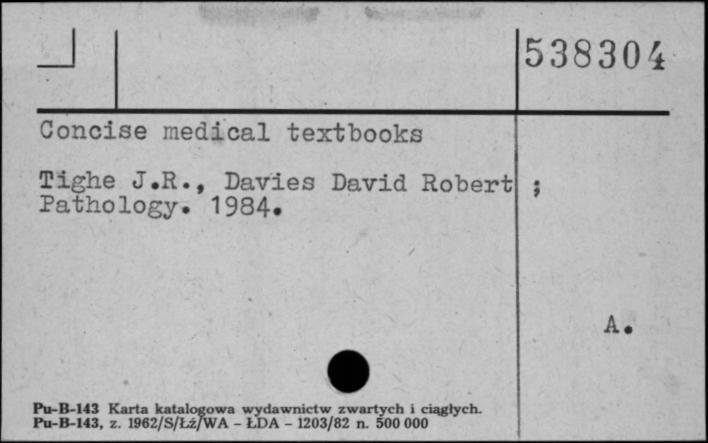 538304
Concise medical textbooks
Tighe J.R., Davies David Robert ;
Pathology. 1984.
A.
Pu-B-143 Karta katalogowa wydawnictw zwartych i ciągłych.
Pu-B-143, z. 1962/S/Łź/WA - ŁDA - 1203/82 n. 500 000